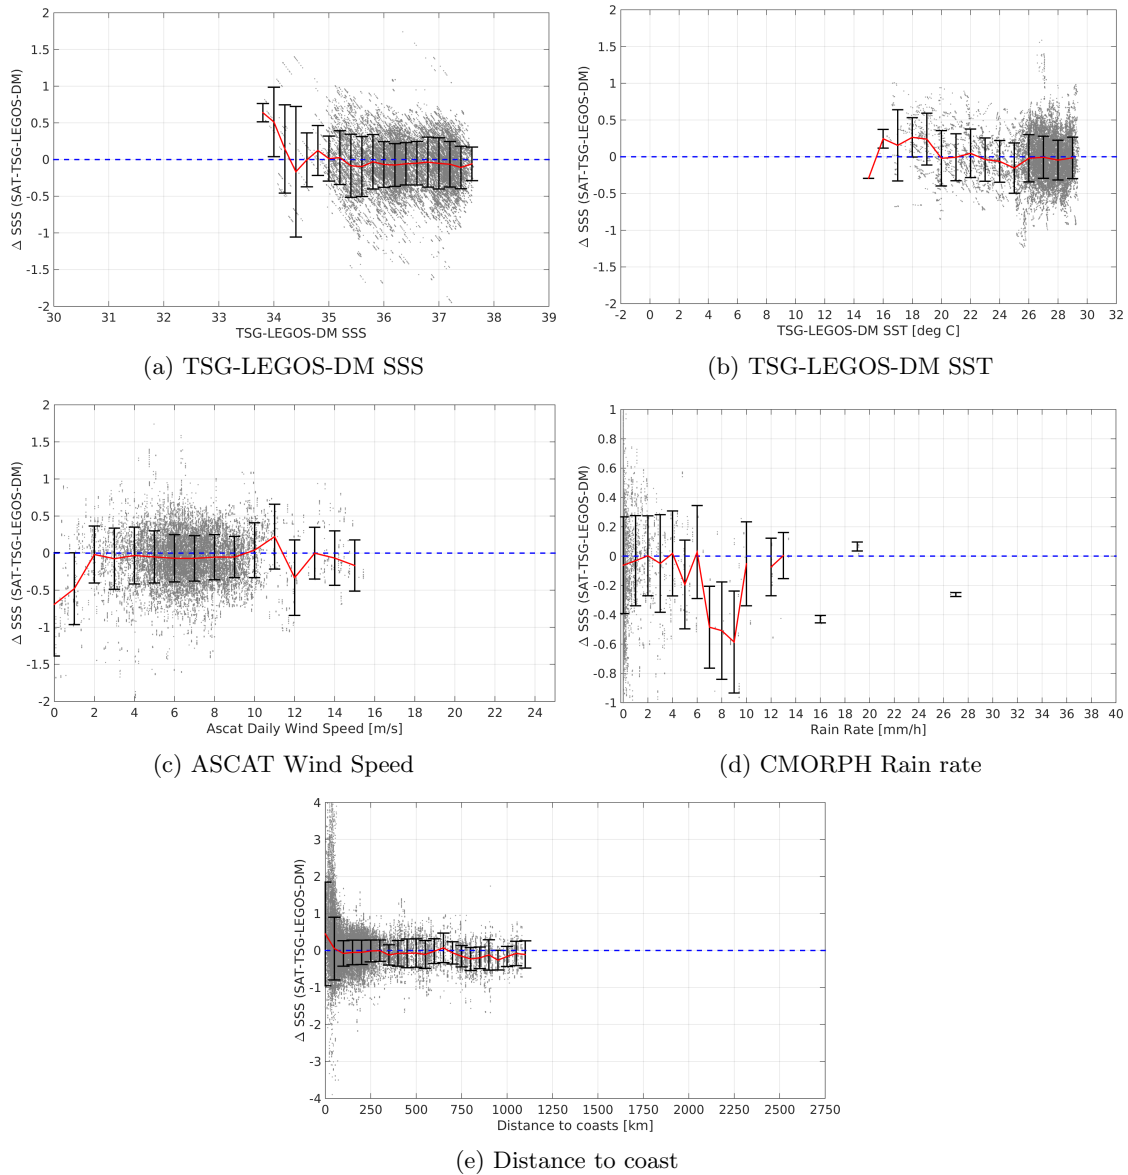 2
1.5
1
0.5
0
-0.5
-1
-1.5
-2
Δ SSS (SAT-TSG-LEGOS-DM)
30 31 32 33 34 35 36 37 38 39
TSG-LEGOS-DM SSS
(a) TSG-LEGOS-DM SSS
2
1.5
1
0.5
0
-0.5
-1
-1.5
-2
Δ SSS (SAT-TSG-LEGOS-DM)
-2 0 2 4 6 8 10 12 14 16 18 20 22 24 26 28 30 32
TSG-LEGOS-DM SST [deg C]
(b) TSG-LEGOS-DM SST
2
1.5
1
0.5
0
-0.5
-1
-1.5
-2
Δ SSS (SAT-TSG-LEGOS-DM)
0 2 4 6 8 10 12 14 16 18 20 22 24
Ascat Daily Wind Speed [m/s]
(c) ASCAT Wind Speed
1
0.8
0.6
0.4
0.2
0
-0.2
-0.4
-0.6
-0.8
-1
Δ SSS (SAT-TSG-LEGOS-DM)
0 2 4 6 8 10 12 14 16 18 20 22 24 26 28 30 32 34 36 38 40
Rain Rate [mm/h]
(d) CMORPH Rain rate
4
3
2
1
0
-1
-2
-3
-4
Δ SSS (SAT-TSG-LEGOS-DM)
0 250 500 750 1000 1250 1500 1750 2000 2250 2500 2750
Distance to coasts [km]
(e) Distance to coast